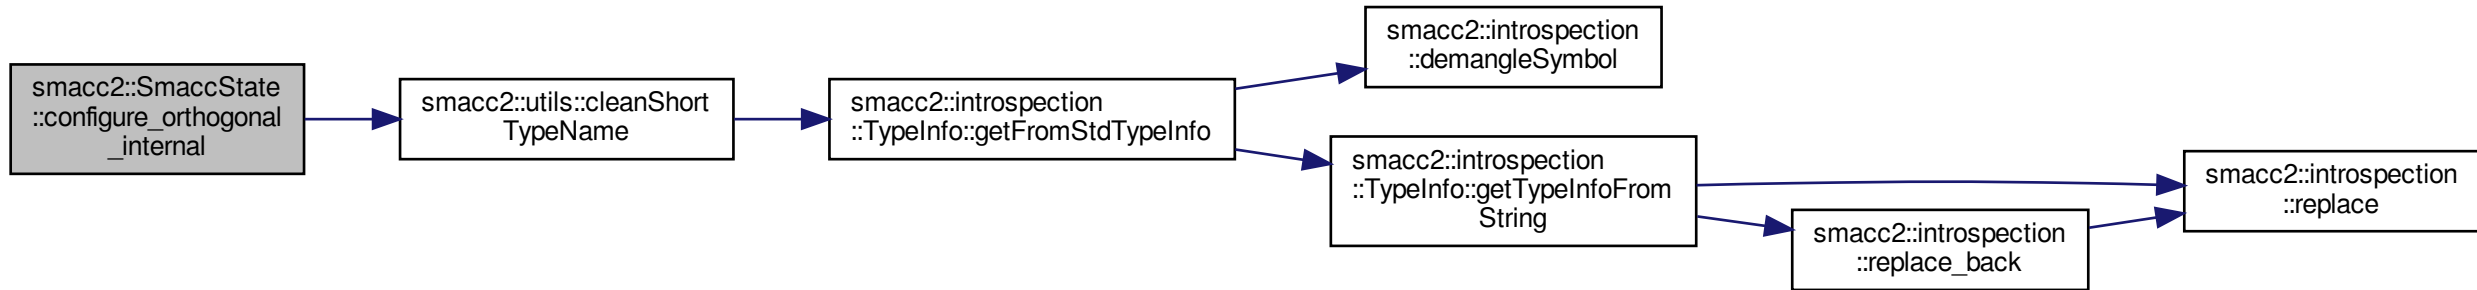 smacc2::SmaccState
::configure_orthogonal
_internal
smacc2::utils::cleanShort
TypeName
smacc2::introspection
::TypeInfo::getFromStdTypeInfo
smacc2::introspection
::demangleSymbol
smacc2::introspection
::TypeInfo::getTypeInfoFrom
String
smacc2::introspection
::replace_back
smacc2::introspection
::replace